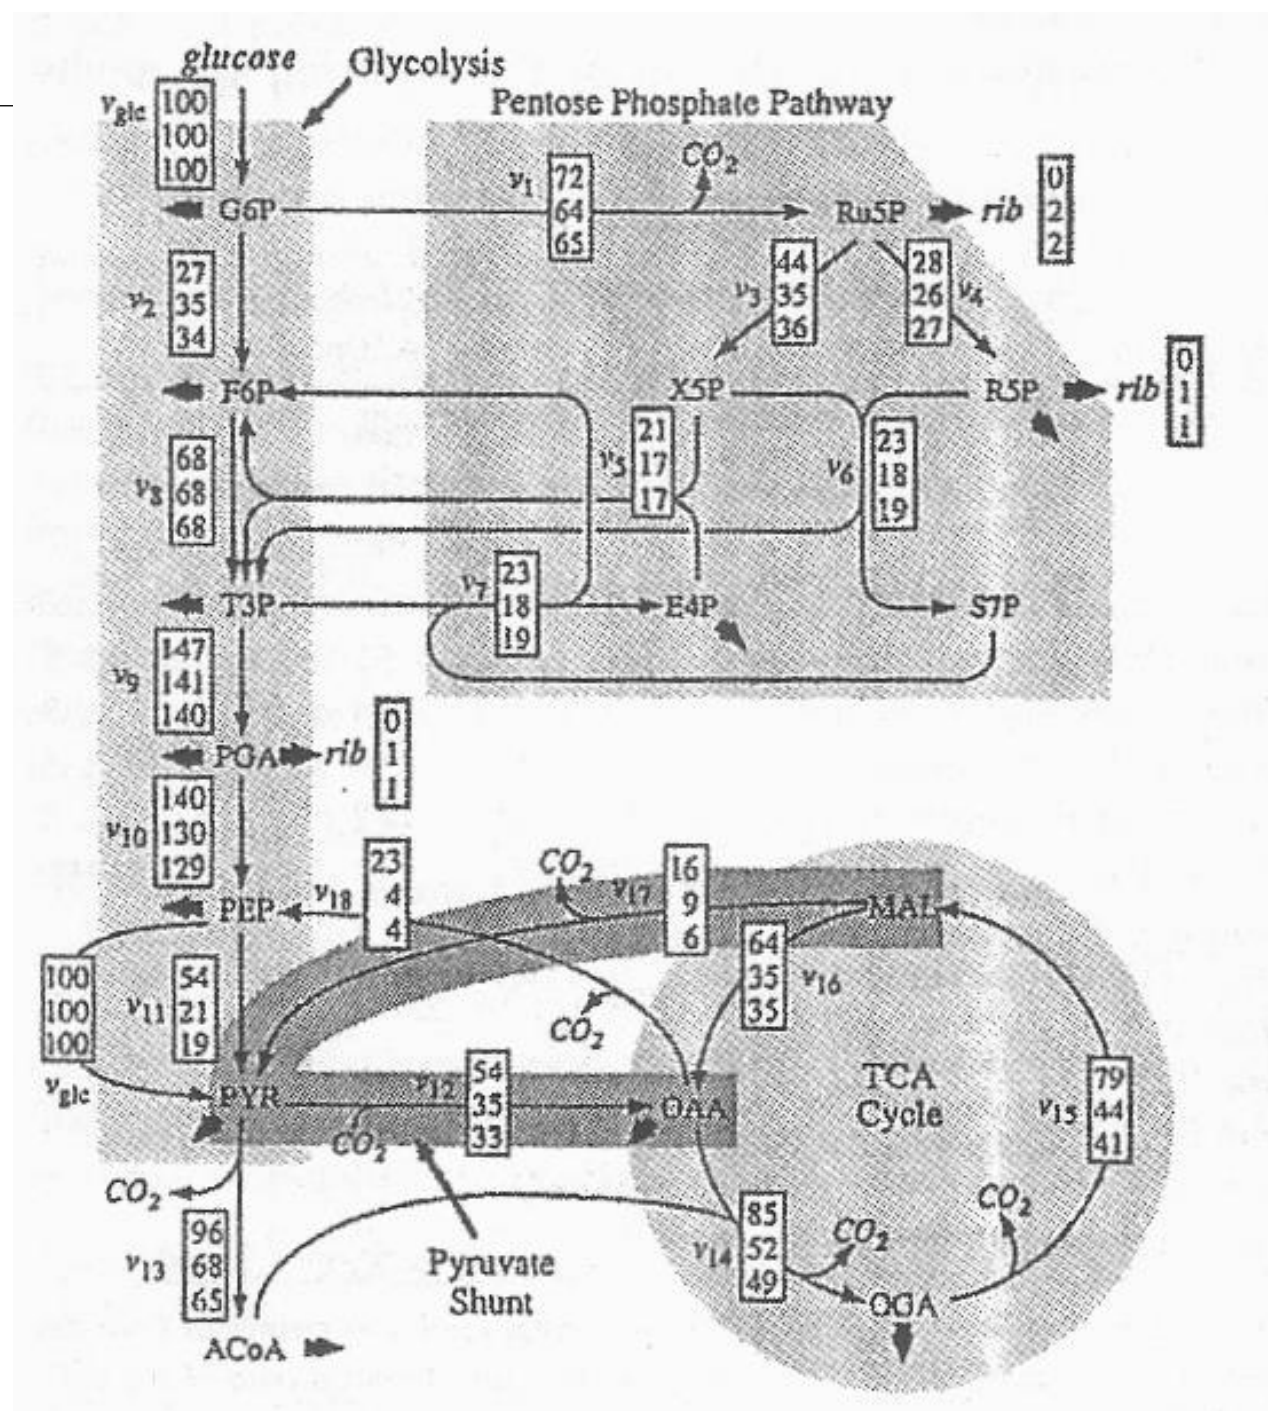 glucose
Glycolysis
vglc
100
100
100
Pentose Phosphate Pathway
G6P
v1
72
64
65
CO2
Ru5P
rib
0
2
2
v2
27
35
34
v3
44
35
36
28
26
27
v4
F6P
X5P
R5P
rib
0
1
1
v8
68
68
68
v5
21
17
17
v6
23
18
19
T3P
v7
23
18
19
E4P
S7P
v9
147
141
140
PGA
rib
0
1
1
v10
140
130
129
PEP
v18
23
4
4
CO2
v17
16
9
6
MAL
64
35
35
v16
100
100
100
vglc
v11
54
21
19
CO2
PYR
v12
CO2
54
35
33
OAA
TCA
Cycle
v15
79
44
41
CO2
v13
96
68
65
Pyruvate
Shunt
v14
85
52
49
CO2
CO2
OGA
ACoA